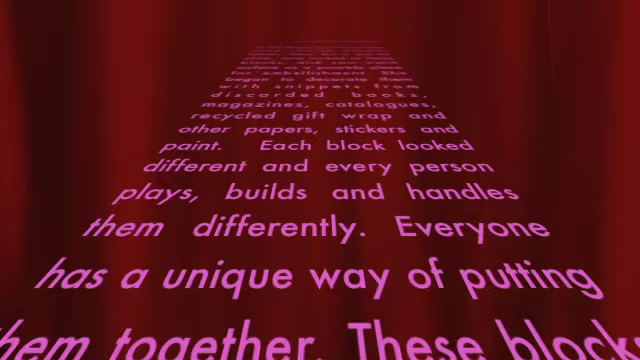 for embellishment. She
began to decorate them
with snippets from
discarded books,
magazines, catalogues,
recycled gift wrap and
other papers, stickers and
paint. Each block looked
different and every person
plays, builds and handles
them differently. Everyone
has a unique way of putting
them together. These blocks